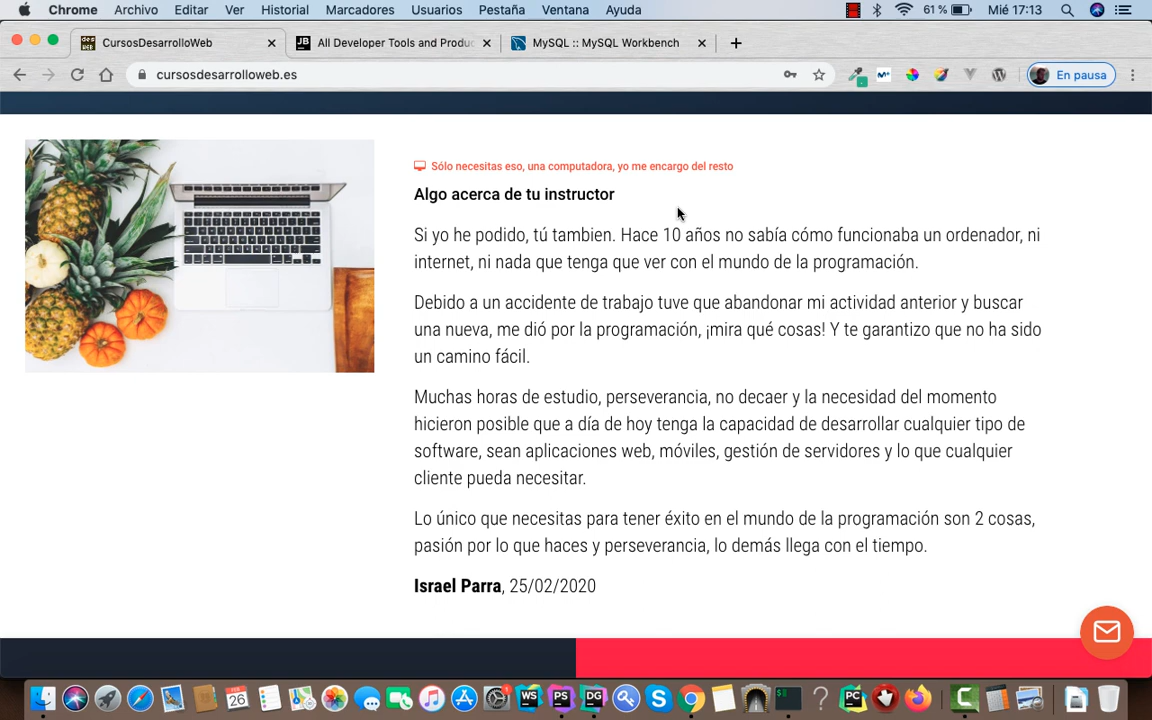 Chrome Archivo Editar Ver Historial Marcadores Usuarios Pestaña Ventana Ayuda 61 % Mié 17:13
CursosDesarrolloWeb All Developer Tools and Produc MySQL :: MySQL Workbench
cursosdesarrolloweb.es En pausa
Sólo necesitas eso, una computadora, yo me encargo del resto
Algo acerca de tu instructor
Si yo he podido, tú tambien. Hace 10 años no sabía cómo funcionaba un ordenador, ni
internet, ni nada que tenga que ver con el mundo de la programación.
Debido a un accidente de trabajo tuve que abandonar mi actividad anterior y buscar
una nueva, me dió por la programación, ¡mira qué cosas! Y te garantizo que no ha sido
un camino fácil.
Muchas horas de estudio, perseverancia, no decaer y la necesidad del momento
hicieron posible que a día de hoy tenga la capacidad de desarrollar cualquier tipo de
software, sean aplicaciones web, móviles, gestión de servidores y lo que cualquier
cliente pueda necesitar.
Lo único que necesitas para tener éxito en el mundo de la programación son 2 cosas,
pasión por lo que haces y perseverancia, lo demás llega con el tiempo.
Israel Parra, 25/02/2020
FEB 26 1 WS PS DG S PC C